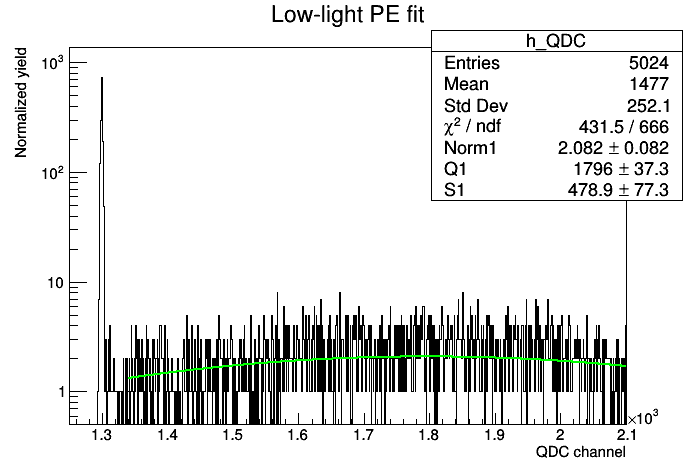 Low-light PE fit
h_QDC
Entries 5024
Mean 1477
Std Dev 252.1
χ² / ndf 431.5 / 666
Norm1 2.082 ± 0.082
Q1 1796 ± 37.3
S1 478.9 ± 77.3
Normalized yield
10³
10²
10
1
1.3 1.4 1.5 1.6 1.7 1.8 1.9 2 2.1
×10³
QDC channel